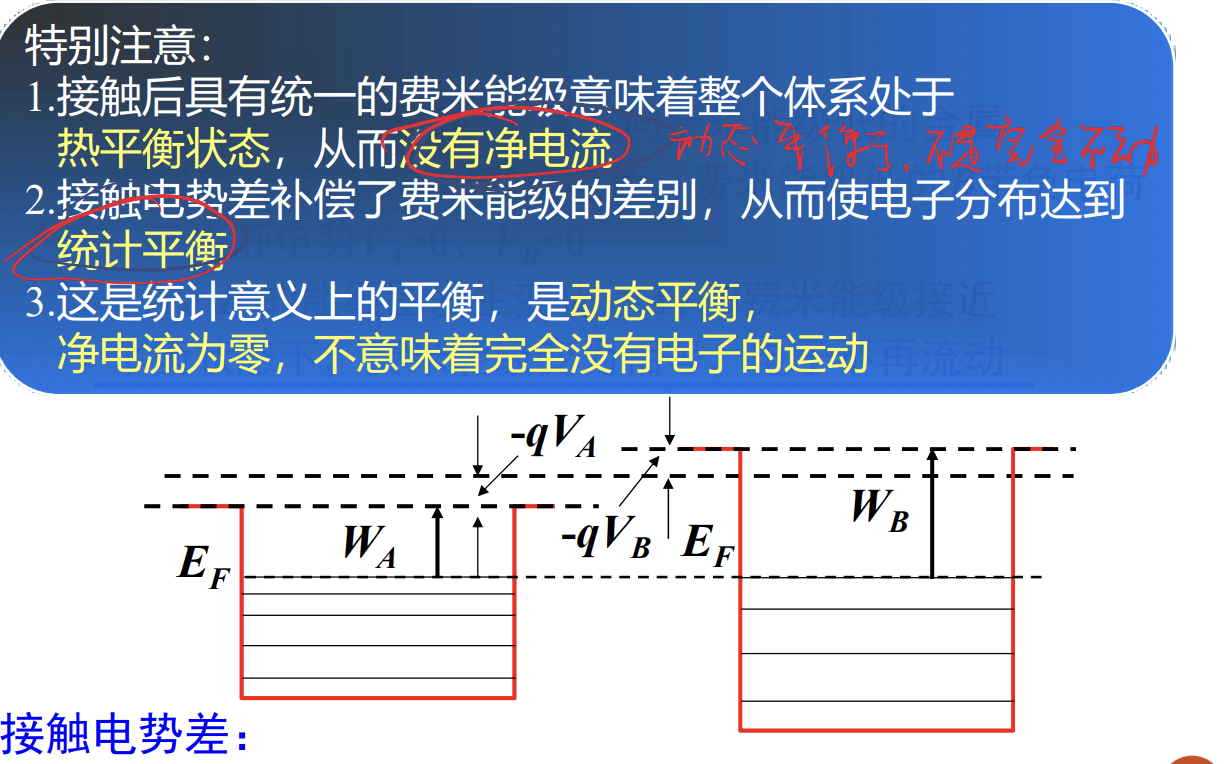 特别注意：
1.接触后具有统一的费米能级意味着整个体系处于
热平衡状态，从而没有净电流
动态平衡，
完全不动
2.接触电势差补偿了费米能级的差别，从而使电子分布达到
统计平衡
3.这是统计意义上的平衡，是动态平衡，
净电流为零，不意味着完全没有电子的运动
-qV_A
W_A
E_F
-qV_B
E_F
W_B
接触电势差：